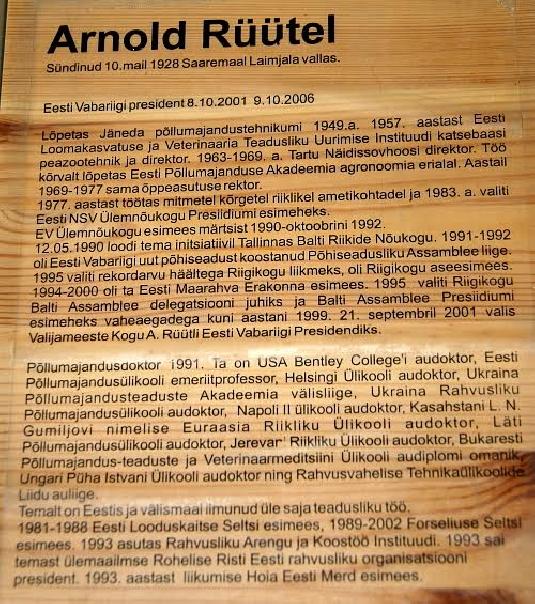 Arnold Rüütel
Sündinud 10. mail 1928 Saaremaal Laimjala vallas.
Eesti Vabariigi president 8.10.2001 9.10.2006
Lõpetas Jäneda põllumajandustehnikumi 1949.a. 1957. aastast Eesti
Loomakasvatuse ja Veterinaaria Teadusliku Uurimise Instituudi katsebaasi
peazootehnik ja direktor. 1963-1969. a. Tartu Näidissovhoosi direktor. Töö
kõrvalt lõpetas Eesti Põllumajanduse Akadeemia agronoomia erialal. Aastail
1969-1977 sama õppeasutuse rektor.
1977. aastast töötas mitmetel kõrgetel riiklikel ametikohtadel ja 1983. a. valiti
Eesti NSV Ülemnõukogu Presiidiumi esimeheks.
EV Ülemnõukogu esimees märtsist 1990-oktoobrini 1992.
12.05.1990 loodi tema initsiatiivil Tallinnas Balti Riikide Nõukogu. 1991-1992
oli Eesti Vabariigi uut põhiseadust koostanud Põhiseadusliku Assamblee liige.
1995 valiti rekordarvu häältega Riigikogu liikmeks, oli Riigikogu aseesimees.
1994-2000 oli ta Eesti Maarahva Erakonna esimees. 1995 valiti Riigikogu
Balti Assamblee delegatsiooni juhiks ja Balti Assamblee Presiidiumi
esimeheks vaheaegadega kuni aastani 1999. 21. septembril 2001 valis
Valijameeste Kogu A. Rüütli Eesti Vabariigi Presidendiks.
Põllumajandusdoktor 1991. Ta on USA Bentley College'i audoktor, Eesti
Põllumajandusülikooli emeriitprofessor, Helsingi Ülikooli audoktor, Ukraina
Põllumajandusteaduste Akadeemia välisliige, Ukraina Rahvusliku
Põllumajandusülikooli audoktor, Napoli II ülikooli audoktor, Kasahstani L. N.
Gumiljovi nimelise Euraasia Riikliku Ülikooli audoktor, Läti
Põllumajandusülikooli audoktor, Jerevan' Riikliku Ülikooli audoktor, Bukaresti
Põllumajandus-teaduste ja Veterinaarmeditsiini Ülikooli audiplomi omanik,
Ungari Püha Istvani Ülikooli audoktor ning Rahvusvahelise Tehnikaülikoolide
Liidu auliige.
Temalt on Eestis ja välismaal ilmunud üle saja teadusliku töö.
1981-1988 Eesti Looduskaitse Seltsi esimees, 1989-2002 Forseliuse Seltsi
esimees. 1993 asutas Rahvusliku Arengu ja Koostöö Instituudi. 1993 sai
temast ülemaailmse Rohelise Risti Eesti rahvusliku organisatsiooni
president. 1993. aastast liikumise Hoia Eesti Merd esimees.